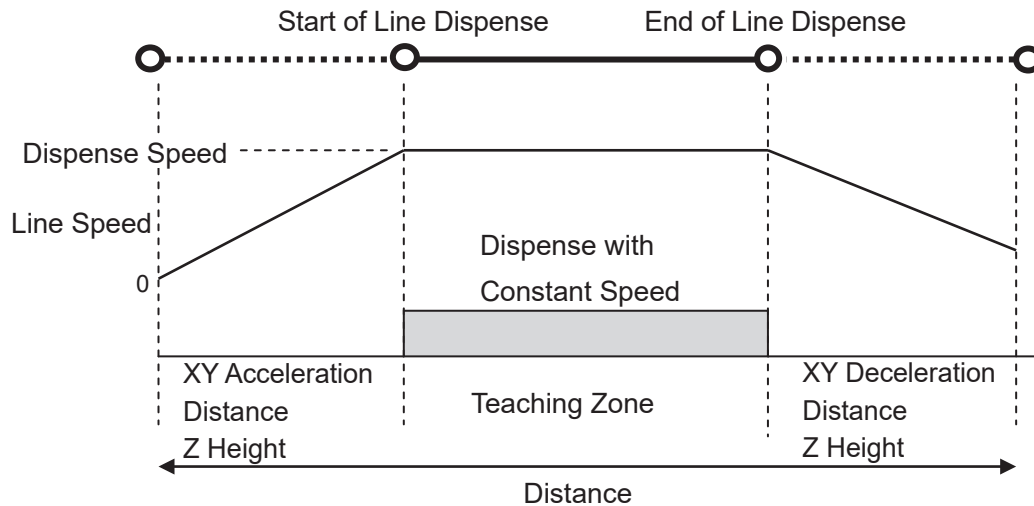 Start of Line Dispense
End of Line Dispense
Dispense Speed
Line Speed
Dispense with
Constant Speed
0
XY Acceleration
Distance
Z Height
Teaching Zone
XY Deceleration
Distance
Z Height
Distance